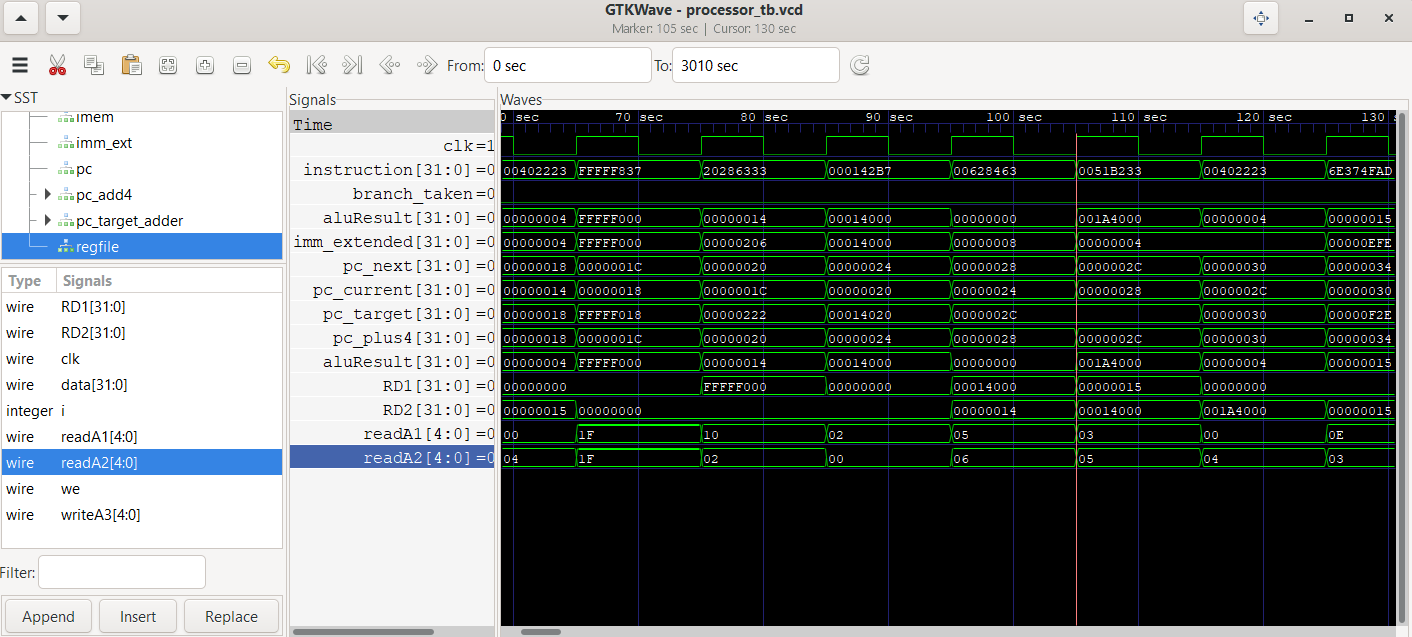 GTKWave - processor_tb.vcd
Marker: 105 sec | Cursor: 130 sec
From: 0 sec To: 3010 sec
SST
imem
imm_ext
pc
pc_add4
pc_target_adder
regfile
Type Signals
wire RD1[31:0]
wire RD2[31:0]
wire clk
wire data[31:0]
integer i
wire readA1[4:0]
wire readA2[4:0]
wire we
wire writeA3[4:0]
Filter:
Append Insert Replace
Signals
Time
clk=1
instruction[31:0]=0
branch_taken=0
aluResult[31:0]=0
imm_extended[31:0]=0
pc_next[31:0]=0
pc_current[31:0]=0
pc_target[31:0]=0
pc_plus4[31:0]=0
aluResult[31:0]=0
RD1[31:0]=0
RD2[31:0]=0
readA1[4:0]=0
readA2[4:0]=0
Waves
0 sec 70 sec 80 sec 90 sec 100 sec 110 sec 120 sec 130 s
00402223 FFFFF837 20286333 000142B7 00628463 0051B233 00402223 6E374FAD
00000004 FFFFF000 00000014 00014000 00000000 001A4000 00000004 00000015
00000004 FFFFF000 00000206 00014000 00000008 00000004 00000EFE
00000018 0000001C 00000020 00000024 00000028 0000002C 00000030 00000034
00000014 00000018 0000001C 00000020 00000024 00000028 0000002C 00000030
00000018 FFFFF018 00000222 00014020 0000002C 00000030 00000F2E
00000018 0000001C 00000020 00000024 00000028 0000002C 00000030 00000034
00000004 FFFFF000 00000014 00014000 00000000 001A4000 00000004 00000015
00000000 FFFFF000 00000000 00014000 00000015 00000000
00000015 00000000 00000014 00014000 001A4000 00000015
00 1F 10 02 05 03 00 0E
04 1F 02 00 06 05 04 03